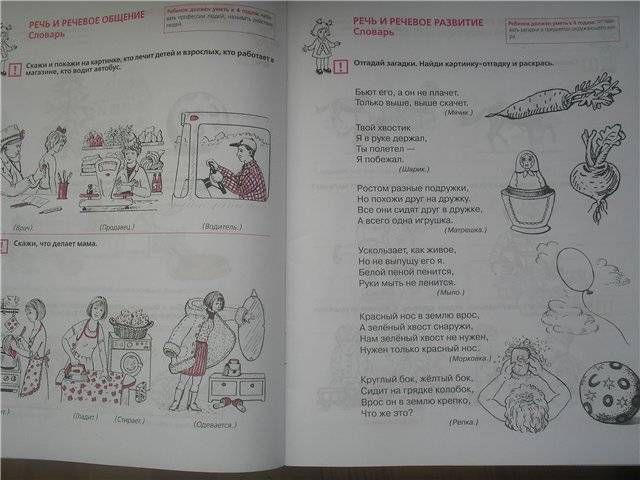 РЕЧЬ И РЕЧЕВОЕ ОБЩЕНИЕ
Словарь
Ребенок должен уметь к 4 годам:
профессии людей, называть
людей.
Скажи и покажи на картинке, кто лечит детей и взрослых, кто работает в
магазине, кто водит автобус.
(Врач.)
(Продавец.)
(Водитель.)
Скажи, что делает мама.
(Гладит.)
(Стирает.)
(Одевается.)
РЕЧЬ И РЕЧЕВОЕ РАЗВИТИЕ
Словарь
Ребенок должен уметь к 4 годам:
загадки о предметах окружающего
Отгадай загадки. Найди картинку-отгадку и раскрась.
Бьют его, а он не плачет.
Только выше, выше скачет.
(Мячик.)
Твой хвостик
Я в руке держал,
Ты полетел —
Я побежал.
(Шарик.)
Ростом разные подружки,
Но похожи друг на дружку.
Все они сидят друг в дружке,
А всего одна игрушка.
(Матрешка.)
Ускользает, как живое,
Но не выпущу его я.
Белой пеной пенится,
Руки мыть не ленится.
(Мыло.)
Красный нос в землю врос,
А зелёный хвост снаружи,
Нам зелёный хвост не нужен,
Нужен только красный нос.
(Морковка.)
Круглый бок, жёлтый бок,
Сидит на грядке колобок,
Врос он в землю крепко,
Что же это?
(Репка.)